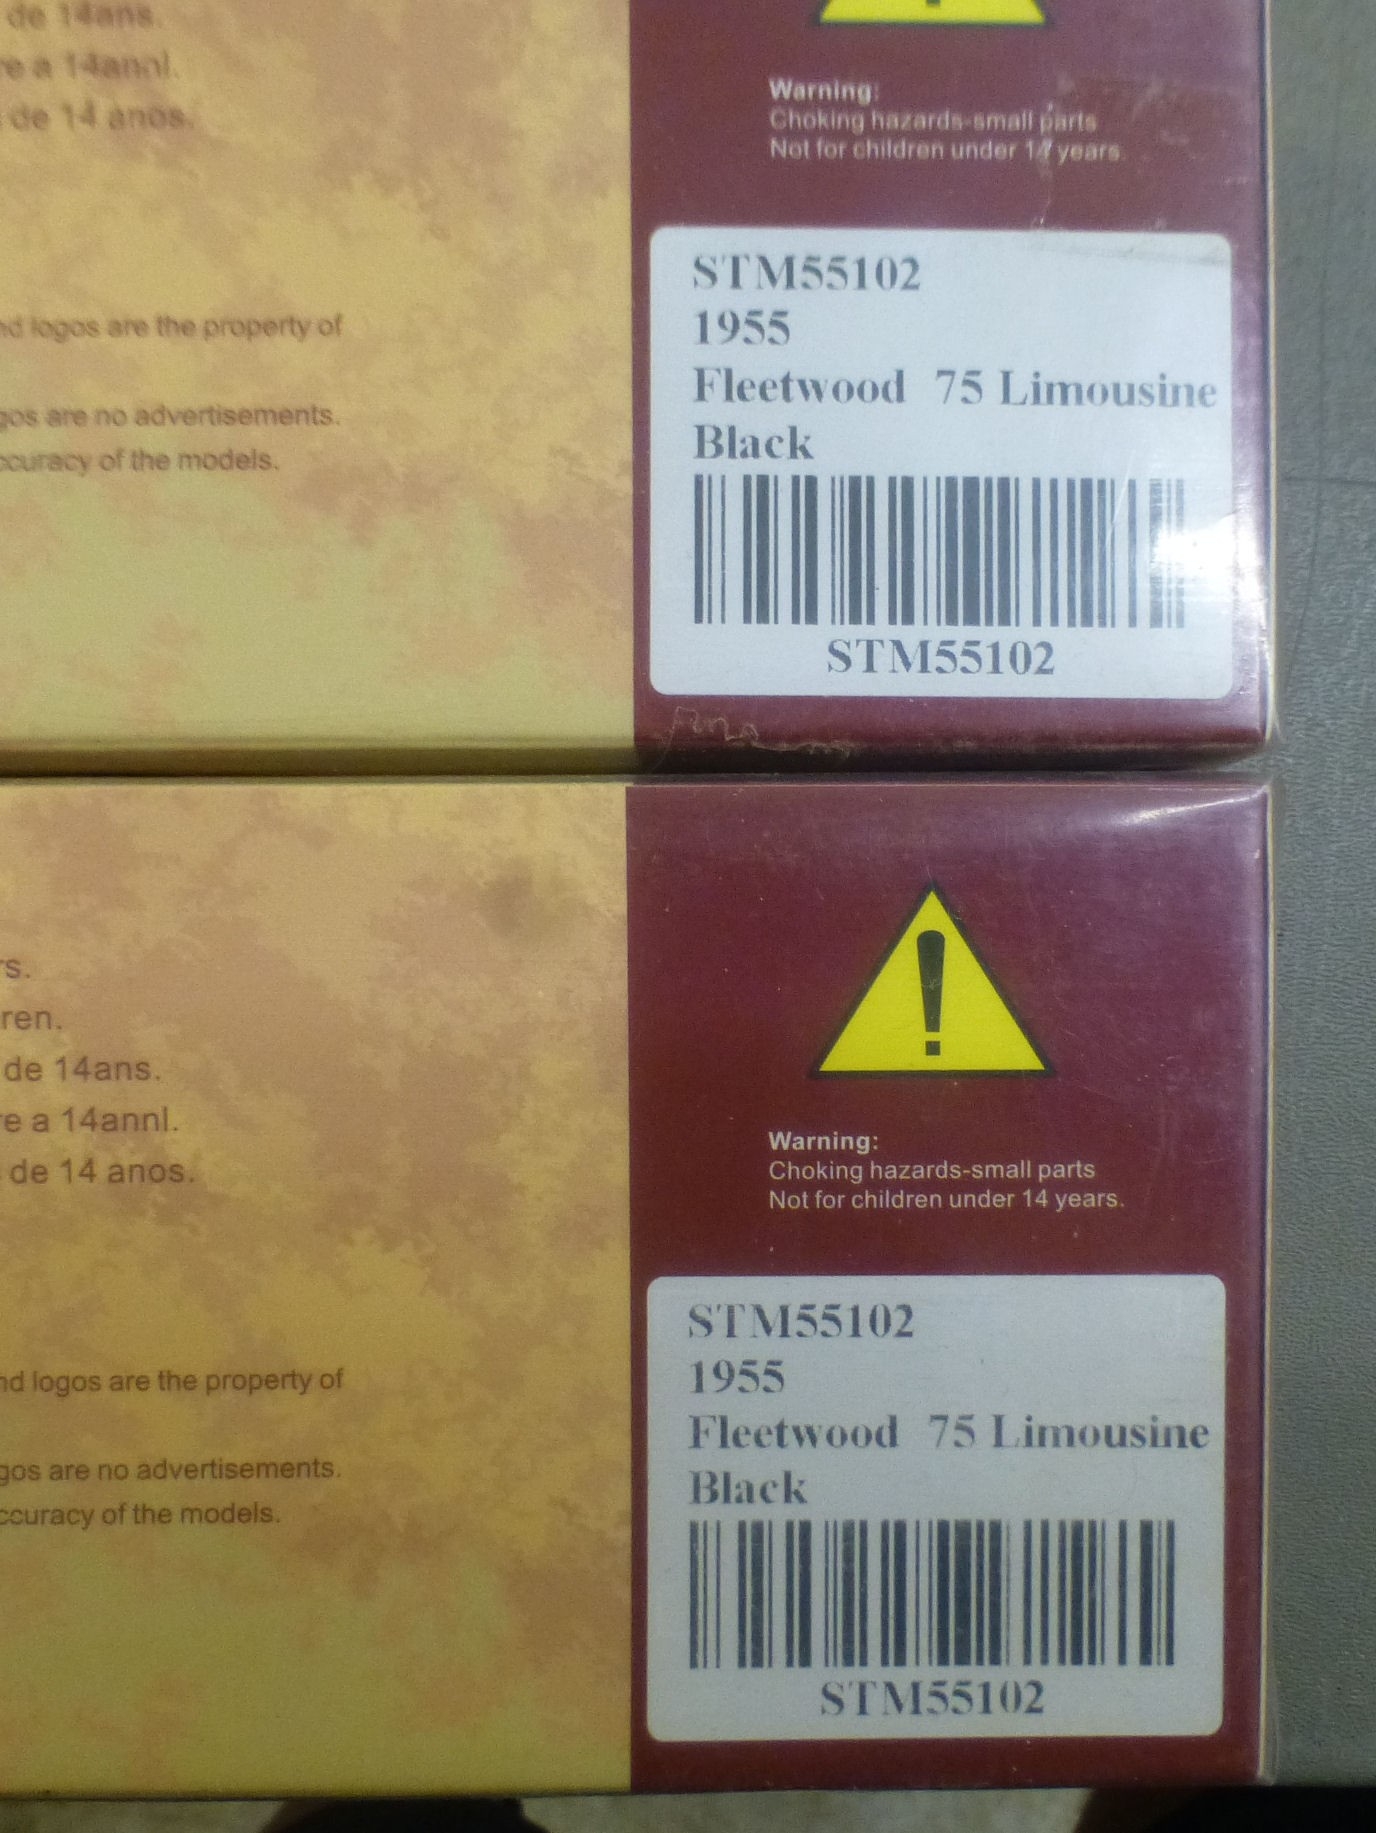 de 14ans.
re a 14annl.
de 14 anos.
nd logos are the property of
gos are no advertisements.
ccuracy of the models.
Warning:
Choking hazards-small parts
Not for children under 14 years.
STM55102
1955
Fleetwood 75 Limousine
Black
STM55102
rs.
ren.
de 14ans.
re a 14annl.
de 14 anos.
nd logos are the property of
gos are no advertisements.
ccuracy of the models.
Warning:
Choking hazards-small parts
Not for children under 14 years.
STM55102
1955
Fleetwood 75 Limousine
Black
STM55102